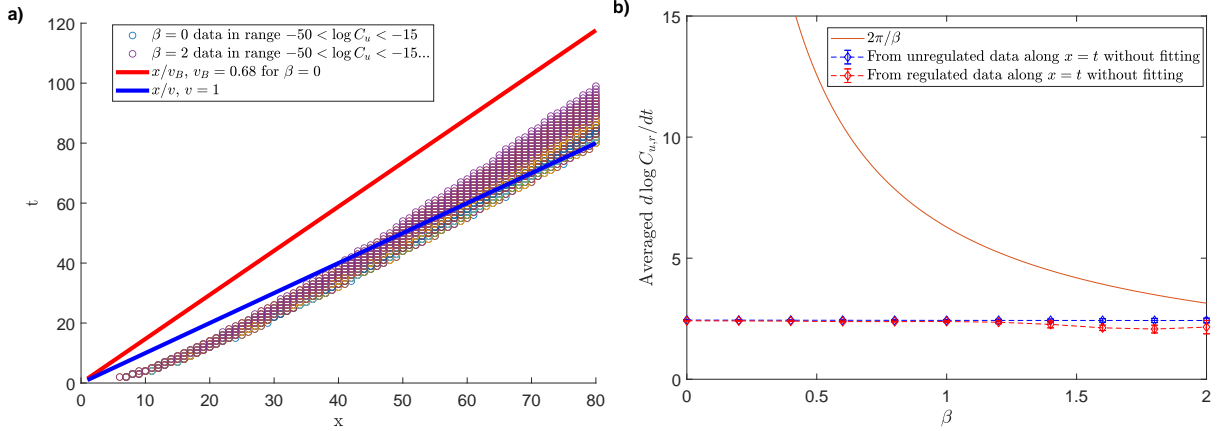 a)
120
100
80
60
40
20
0
t
0 10 20 30 40 50 60 70 80
x
β = 0 data in range −50 < log C_u < −15
β = 2 data in range −50 < log C_u < −15...
x/v_B, v_B = 0.68 for β = 0
x/v, v = 1
b)
15
10
5
0
Averaged d log C_{u,r}/dt
0 0.5 1 1.5 2
β
2π/β
From unregulated data along x = t without fitting
From regulated data along x = t without fitting